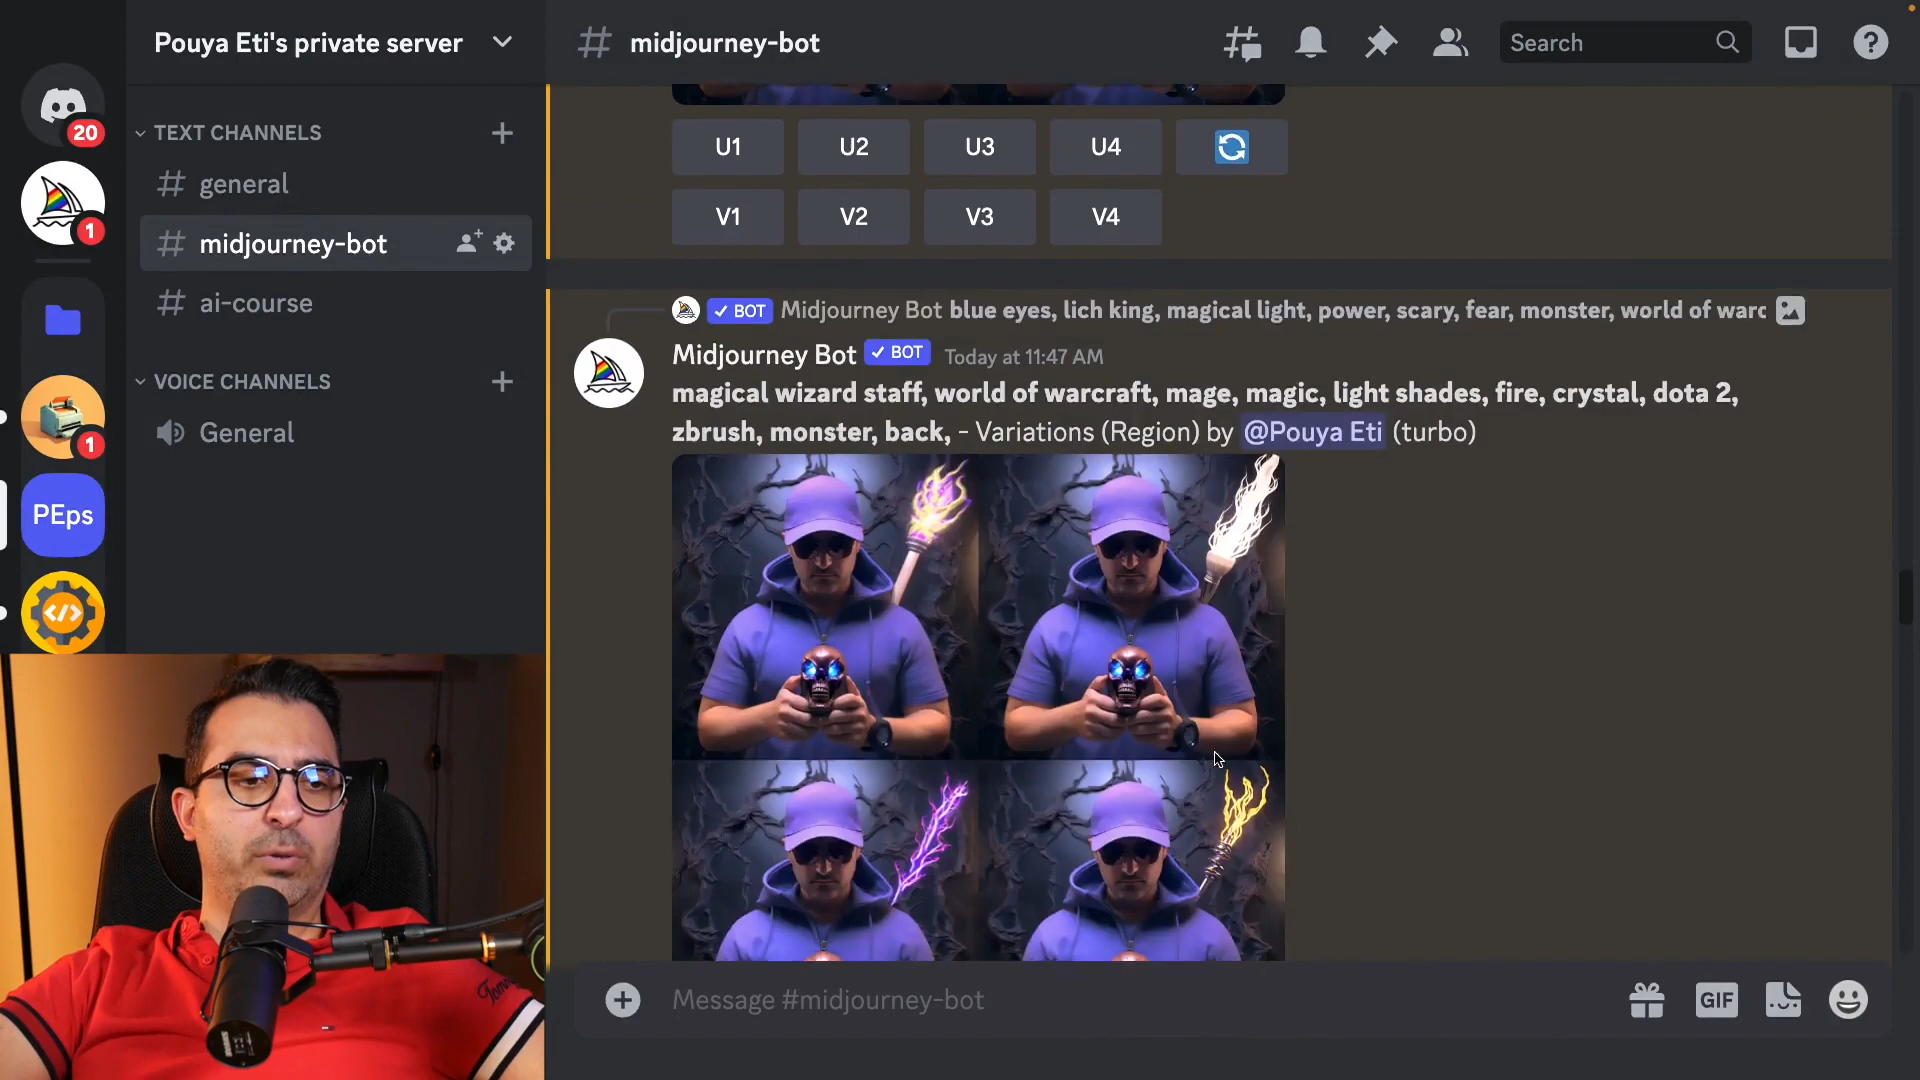 Pouya Eti's private server
midjourney-bot
Search
20
TEXT CHANNELS
general
1
midjourney-bot
ai-course
VOICE CHANNELS
General
1
PEps
U1
U2
U3
U4
V1
V2
V3
V4
BOT Midjourney Bot blue eyes, lich king, magical light, power, scary, fear, monster, world of warc
Midjourney Bot BOT Today at 11:47 AM
magical wizard staff, world of warcraft, mage, magic, light shades, fire, crystal, dota 2,
zbrush, monster, back, - Variations (Region) by @Pouya Eti (turbo)
Message #midjourney-bot
GIF